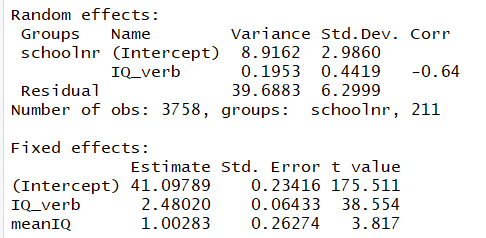 Random effects:
Groups Name Variance Std.Dev. Corr
schoolnr (Intercept) 8.9162 2.9860
IQ_verb 0.1953 0.4419 -0.64
Residual 39.6883 6.2999
Number of obs: 3758, groups: schoolnr, 211
Fixed effects:
Estimate Std. Error t value
(Intercept) 41.09789 0.23416 175.511
IQ_verb 2.48020 0.06433 38.554
meanIQ 1.00283 0.26274 3.817